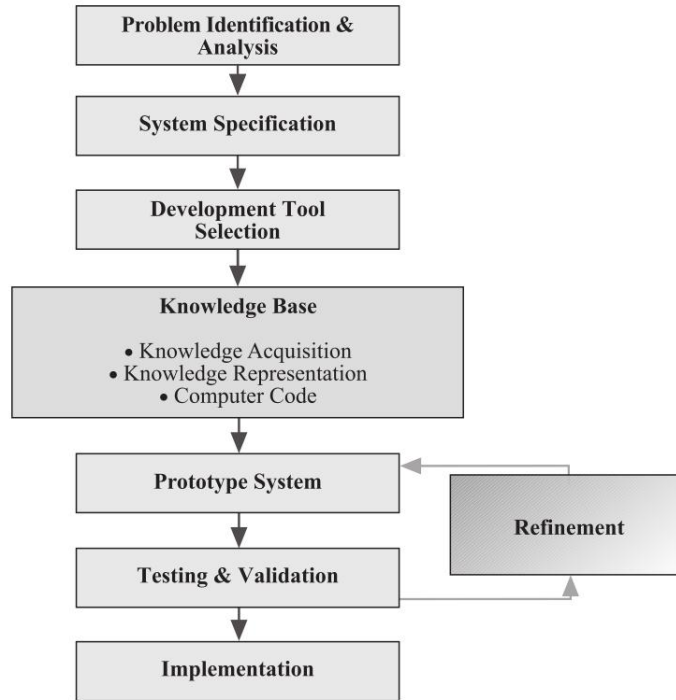 Problem Identification &
Analysis
System Specification
Development Tool
Selection
Knowledge Base
• Knowledge Acquisition
• Knowledge Representation
• Computer Code
Prototype System
Refinement
Testing & Validation
Implementation